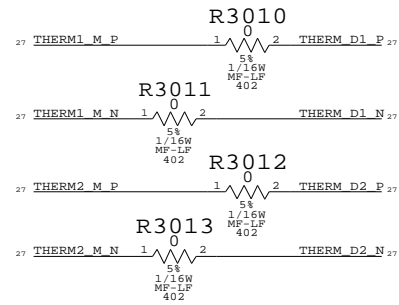 R3010
0
27 THERM1_M_P 1 2 THERM_D1_P 27
5%
1/16W
MF-LF
402
R3011
0
27 THERM1_M_N 1 2 THERM_D1_N 27
5%
1/16W
MF-LF
402
R3012
0
27 THERM2_M_P 1 2 THERM_D2_P 27
5%
1/16W
MF-LF
402
R3013
0
27 THERM2_M_N 1 2 THERM_D2_N 27
5%
1/16W
MF-LF
402